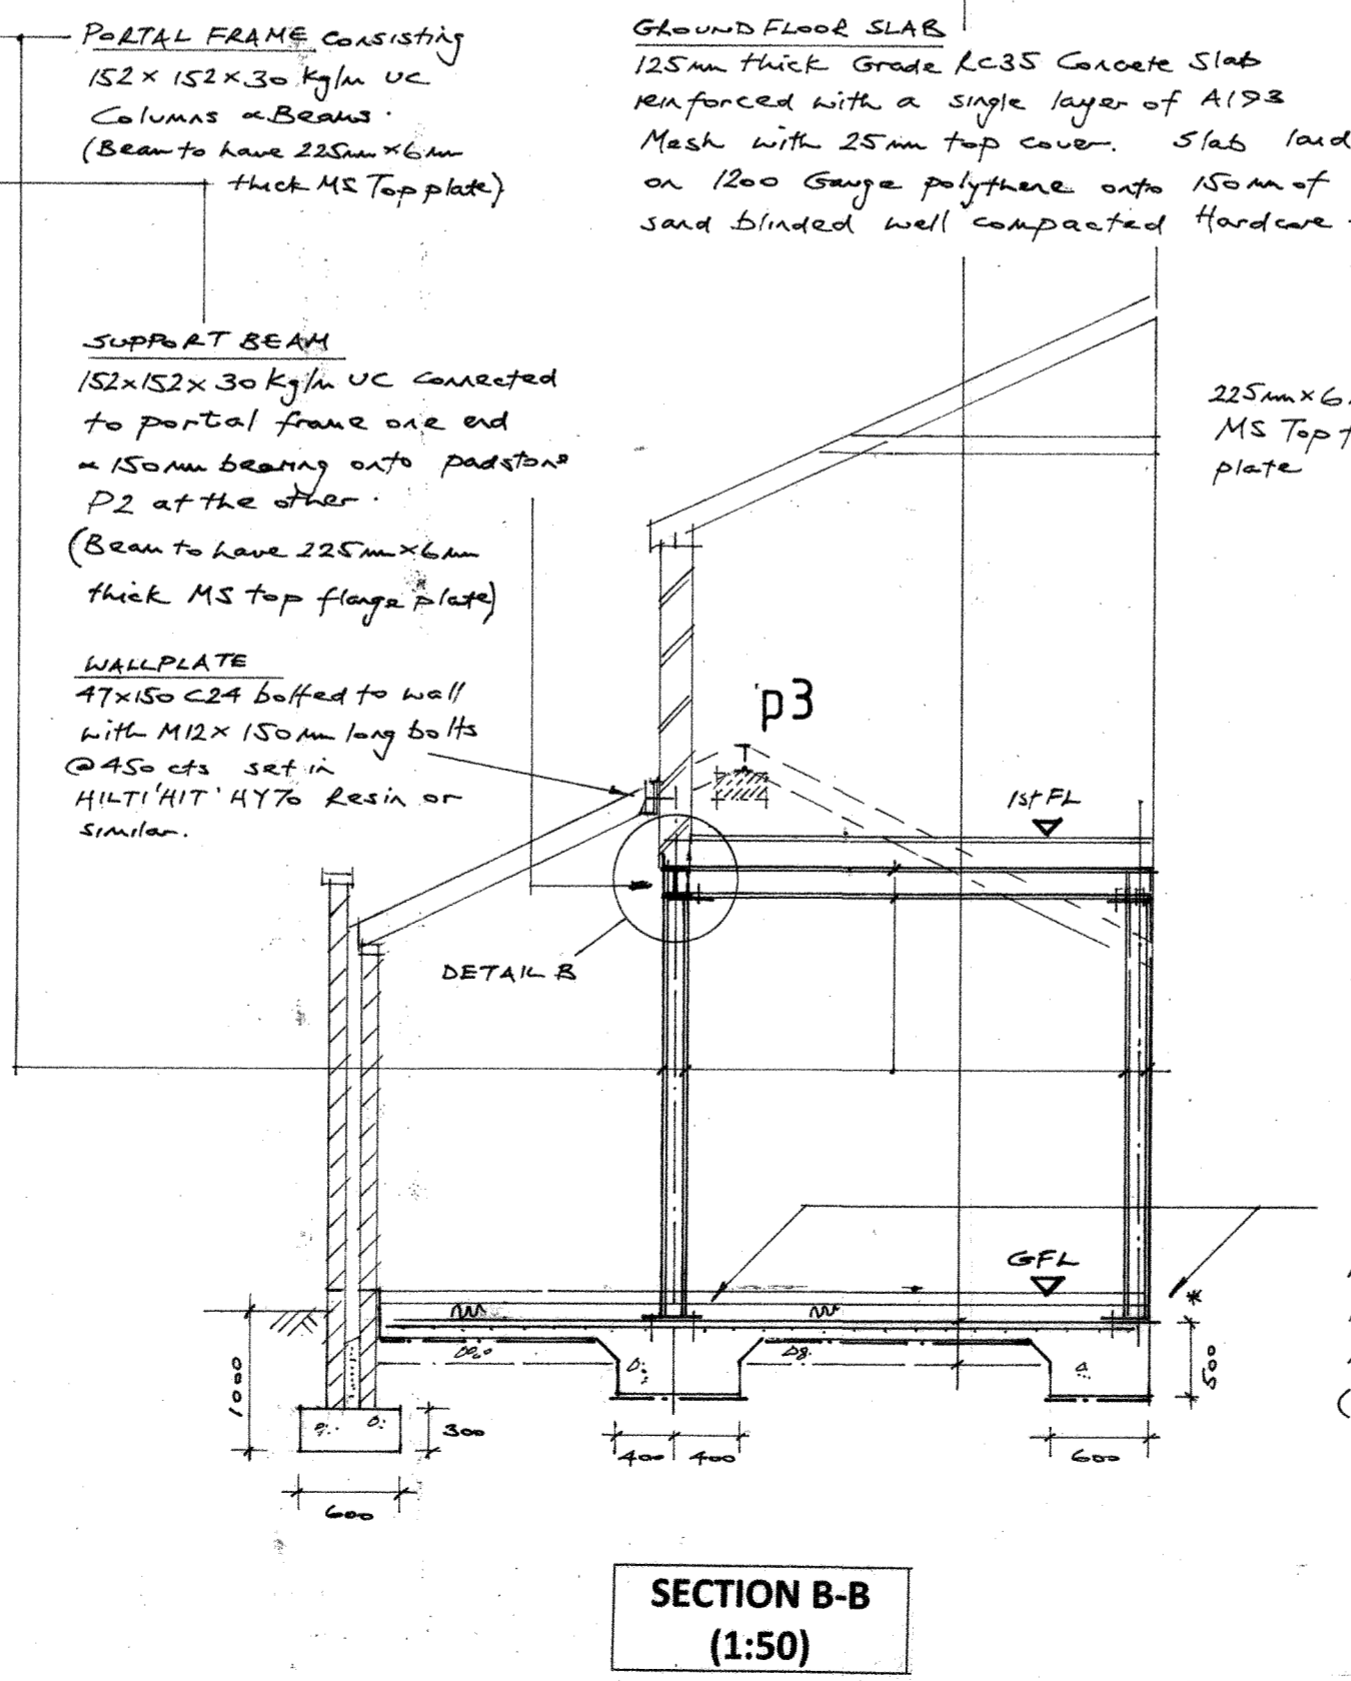 PORTAL FRAME consisting
152 x 152 x 30 kg/m UC
Columns & Beams.
(Beam to have 225mm x 6mm
thick MS Top plate)
GROUND FLOOR SLAB
125mm thick Grade RC35 Concete Slab
reinforced with a single layer of A193
Mesh with 25mm top cover. Slab laid
on 1200 Gauge polythene onto 150mm of
sand blinded well compacted Hardcore.
SUPPORT BEAM
152x152x 30 kg/m UC connected
to portal frame one end
& 150mm bearing onto padstone
P2 at the other.
(Beam to have 225mm x 6mm
thick MS top flange plate)
225mm x 6
MS Top
plate
WALLPLATE
47x150 C24 bolted to wall
with M12 x 150mm long bolts
@ 450 cts set in
HILTI 'HIT' HY70 Resin or
similar.
p3
1st FL
DETAIL B
GFL
*
1000
300
400 400
600
500
600
SECTION B-B
(1:50)